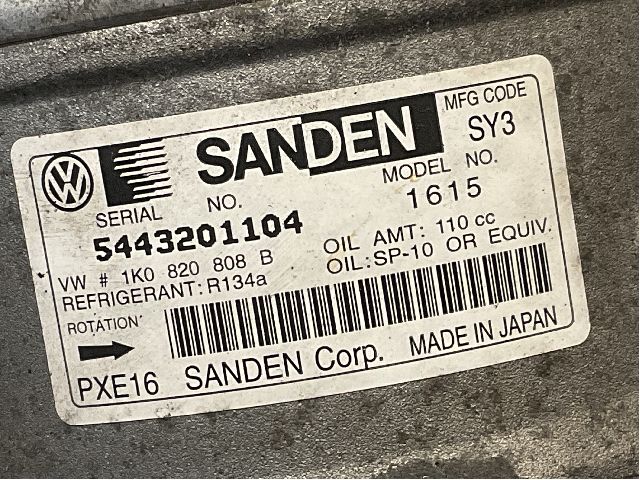 SANDEN
MFG CODE
SY3
SERIAL NO.
5443201104
MODEL NO.
1615
VW # 1K0 820 808 B
REFRIGERANT:R134a
OIL AMT: 110 cc
OIL:SP-10 OR EQUIV.
ROTATION
PXE16
SANDEN Corp.
MADE IN JAPAN